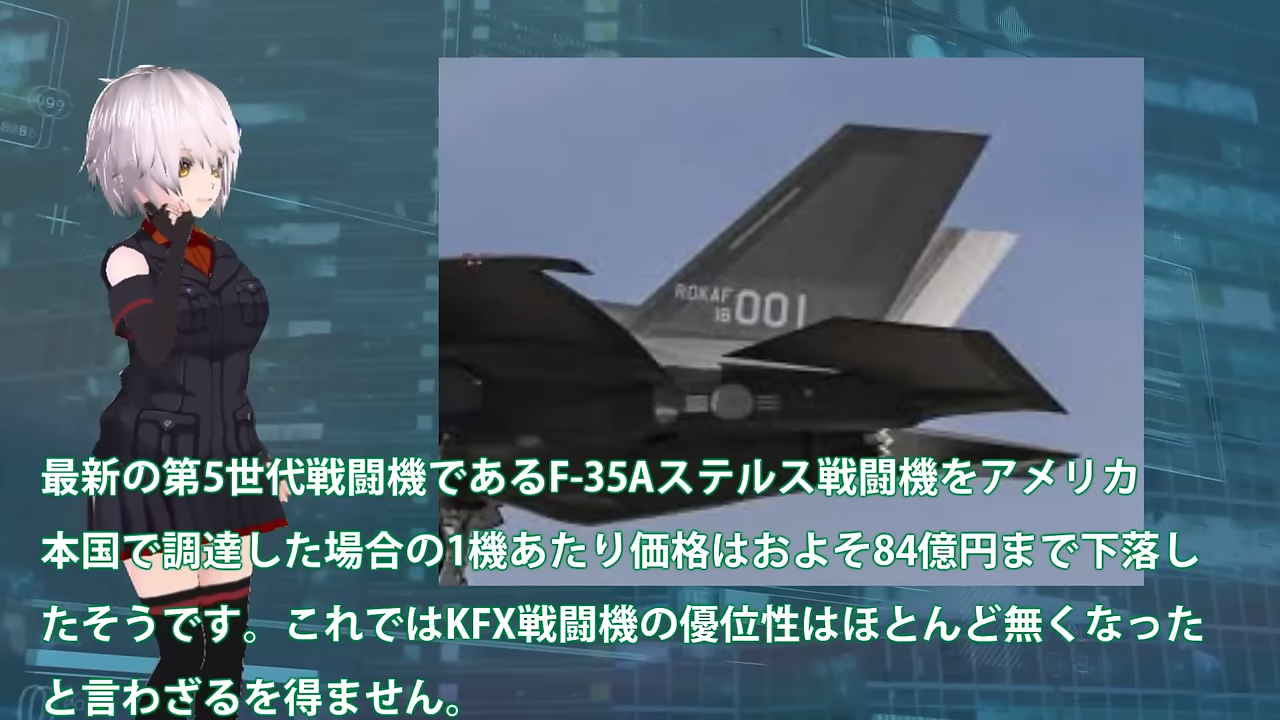 099
ROKAF
18 001
最新の第5世代戦闘機であるF-35Aステルス戦闘機をアメリカ
本国で調達した場合の1機あたり価格はおよそ84億円まで下落し
たそうです。これではKFX戦闘機の優位性はほとんど無くなった
と言わざるを得ません。